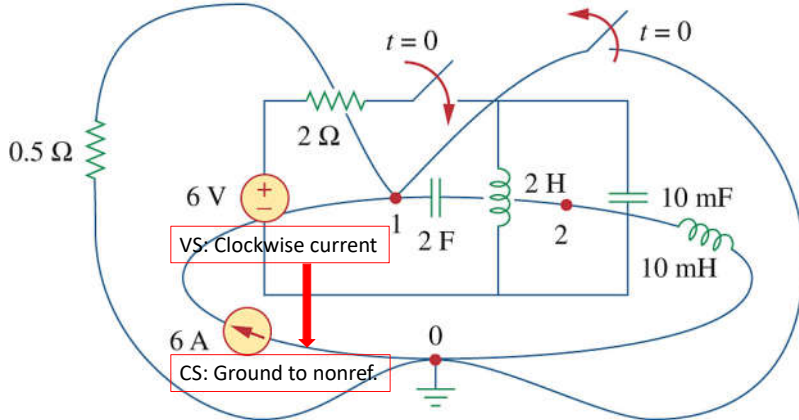 t = 0
t = 0
2 Ω
0.5 Ω
6 V
+
−
2 H
10 mF
1
2 F
2
VS: Clockwise current
10 mH
0
6 A
CS: Ground to nonref.